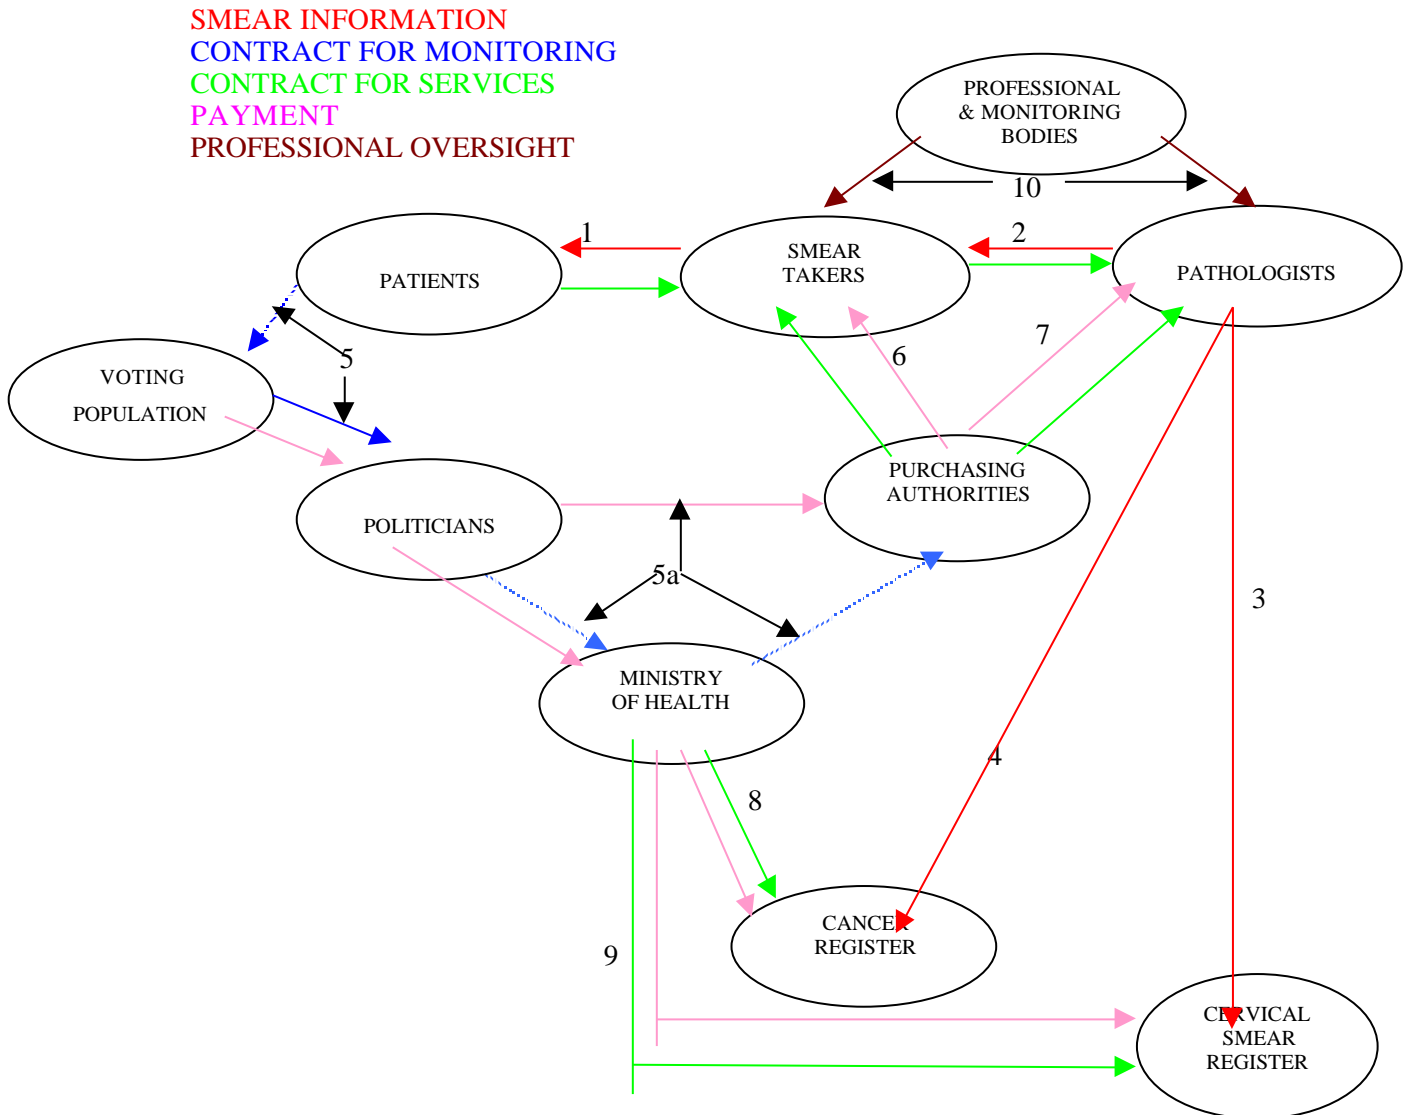 SMEAR INFORMATION
CONTRACT FOR MONITORING
CONTRACT FOR SERVICES
PAYMENT
PROFESSIONAL OVERSIGHT
PROFESSIONAL
& MONITORING
BODIES
10
1
2
PATIENTS
SMEAR
TAKERS
PATHOLOGISTS
5
6
7
VOTING
POPULATION
POLITICIANS
PURCHASING
AUTHORITIES
5a
3
MINISTRY
OF HEALTH
4
8
9
CANCER
REGISTER
CERVICAL
SMEAR
REGISTER